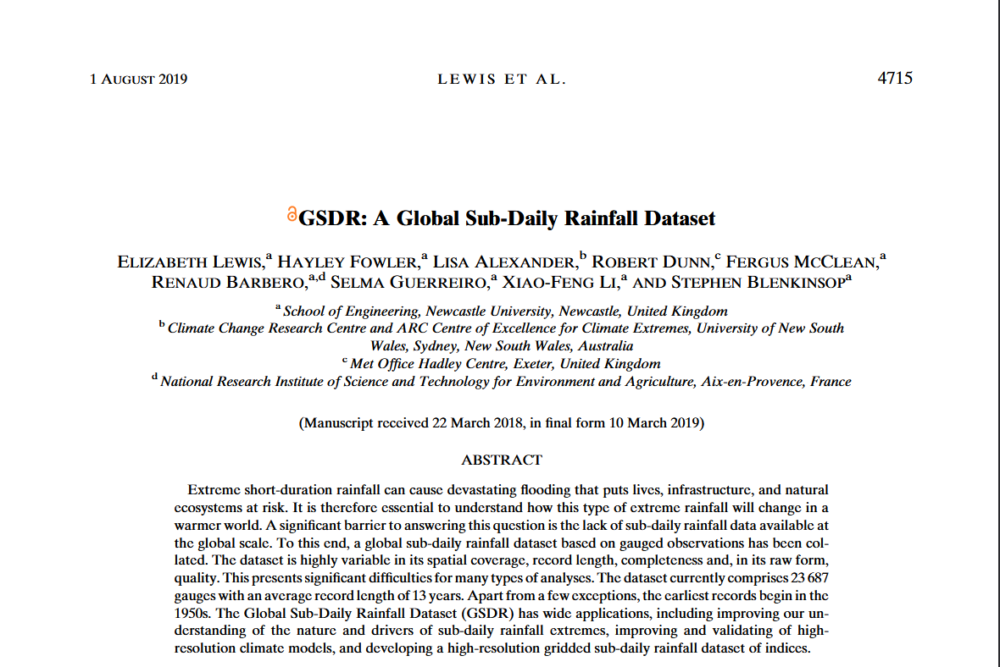 1 AUGUST 2019
LEWIS ET AL.
4715
GSDR: A Global Sub-Daily Rainfall Dataset
ELIZABETH LEWIS,a HAYLEY FOWLER,a LISA ALEXANDER,b ROBERT DUNN,c FERGUS MCCLEAN,a
RENAUD BARBERO,a,d SELMA GUERREIRO,a XIAO-FENG LI,a AND STEPHEN BLENKINSOPa
a School of Engineering, Newcastle University, Newcastle, United Kingdom
b Climate Change Research Centre and ARC Centre of Excellence for Climate Extremes, University of New South
Wales, Sydney, New South Wales, Australia
c Met Office Hadley Centre, Exeter, United Kingdom
d National Research Institute of Science and Technology for Environment and Agriculture, Aix-en-Provence, France
(Manuscript received 22 March 2018, in final form 10 March 2019)
ABSTRACT
Extreme short-duration rainfall can cause devastating flooding that puts lives, infrastructure, and natural
ecosystems at risk. It is therefore essential to understand how this type of extreme rainfall will change in a
warmer world. A significant barrier to answering this question is the lack of sub-daily rainfall data available at
the global scale. To this end, a global sub-daily rainfall dataset based on gauged observations has been col-
lated. The dataset is highly variable in its spatial coverage, record length, completeness and, in its raw form,
quality. This presents significant difficulties for many types of analyses. The dataset currently comprises 23 687
gauges with an average record length of 13 years. Apart from a few exceptions, the earliest records begin in the
1950s. The Global Sub-Daily Rainfall Dataset (GSDR) has wide applications, including improving our un-
derstanding of the nature and drivers of sub-daily rainfall extremes, improving and validating of high-
resolution climate models, and developing a high-resolution gridded sub-daily rainfall dataset of indices.